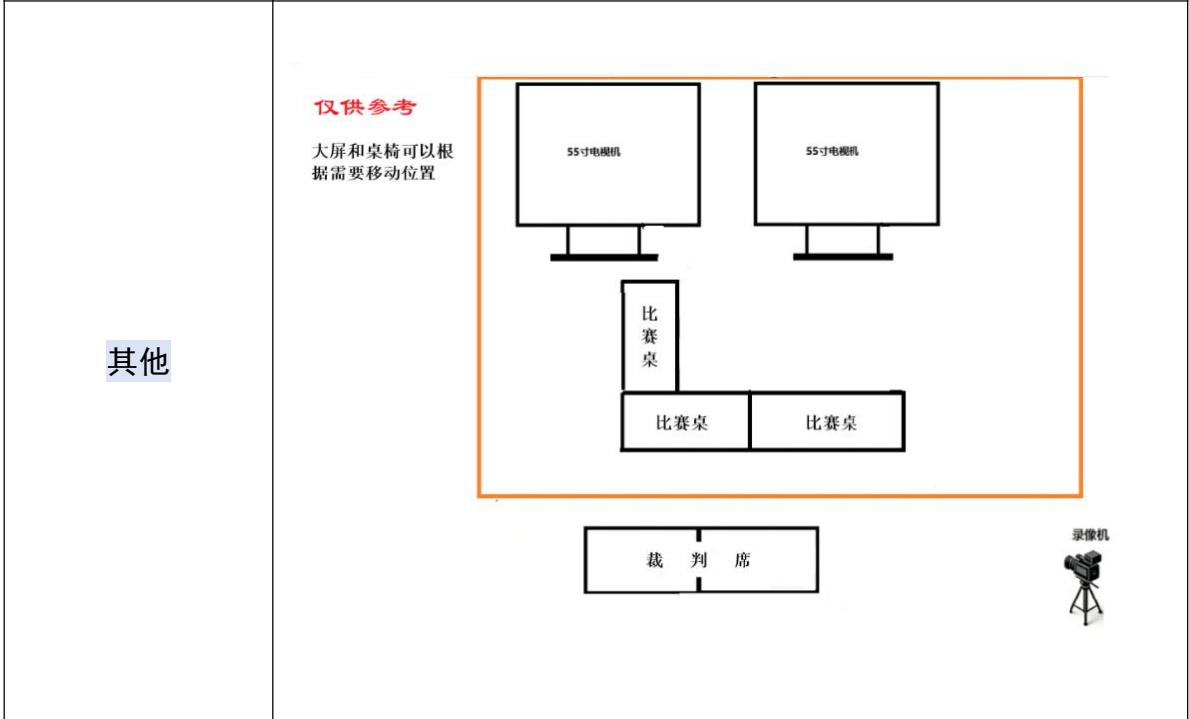 其他
仅供参考
大屏和桌椅可以根
据需要移动位置
55寸电视机
55寸电视机
比
赛
桌
比赛桌
比赛桌
裁 判 席
录像机